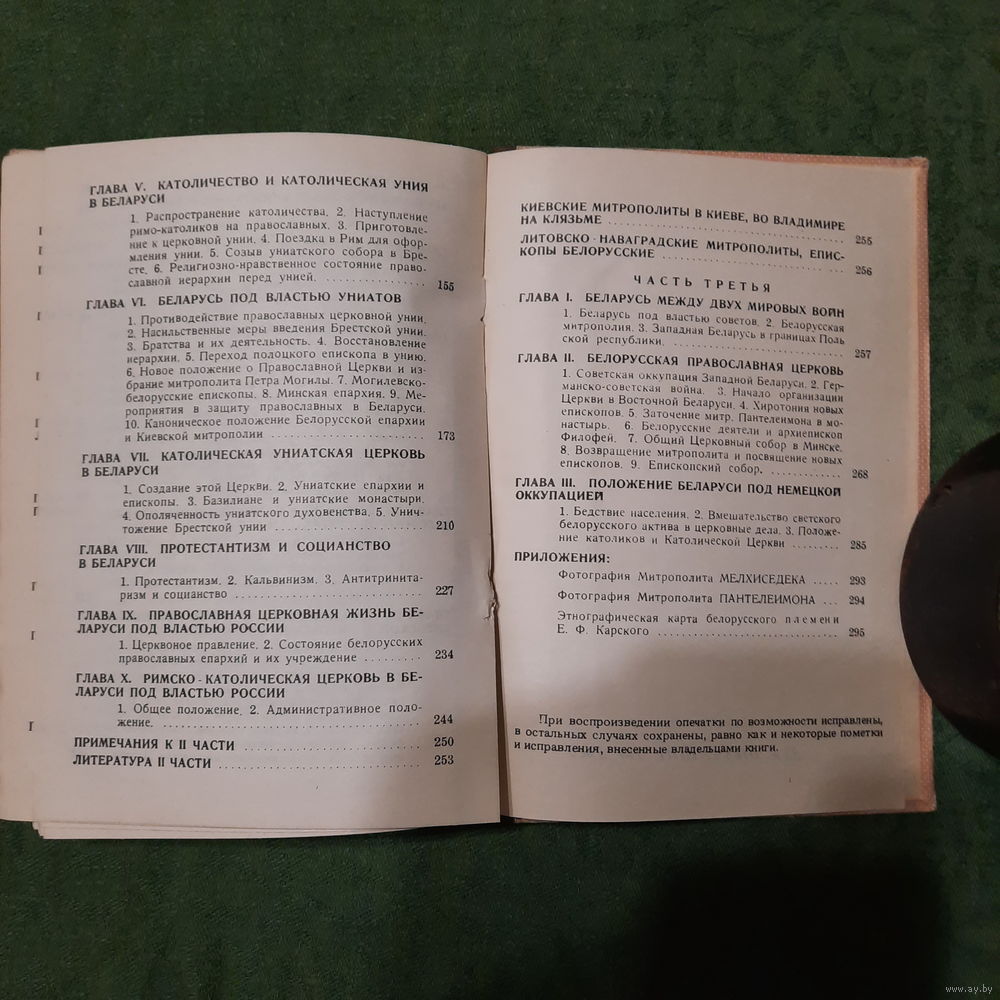 ГЛАВА V. КАТОЛИЧЕСТВО И КАТОЛИЧЕСКАЯ УНИЯ
В БЕЛАРУСИ
1. Распространение католичества. 2. Наступление
римо-католиков на православных. 3. Приготовле-
ние к церковной унии. 4. Поездка в Рим для офор-
мления унии. 5. Созыв униатского собора в Бре-
сте. 6. Религиозно-нравственное состояние право-
славной иерархии перед унией. ................ 155
ГЛАВА VI. БЕЛАРУСЬ ПОД ВЛАСТЬЮ УНИАТОВ
1. Противодействие православных церковной унии.
2. Насильственные меры введения Брестской унии.
3. Братства и их деятельность. 4. Восстановление
иерархии. 5. Переход полоцкого епископа в унию.
6. Новое положение о Православной Церкви и из-
брание митрополита Петра Могилы. 7. Могилевско-
белорусские епископы. 8. Минская епархия. 9. Ме-
роприятия в защиту православных в Беларуси.
10. Каноническое положение Белорусской епархии
и Киевской митрополии ...................... 173
ГЛАВА VII. КАТОЛИЧЕСКАЯ УНИАТСКАЯ ЦЕРКОВЬ
В БЕЛАРУСИ
1. Создание этой Церкви. 2. Униатские епархии и
епископы. 3. Базилиане и униатские монастыри.
4. Ополяченность униатского духовенства. 5. Унич-
тожение Брестской унии ..................... 210
ГЛАВА VIII. ПРОТЕСТАНТИЗМ И СОЦИАНСТВО
В БЕЛАРУСИ
1. Протестантизм. 2. Кальвинизм. 3. Антитринита-
ризм и социанство .......................... 227
ГЛАВА IX. ПРАВОСЛАВНАЯ ЦЕРКОВНАЯ ЖИЗНЬ БЕ-
ЛАРУСИ ПОД ВЛАСТЬЮ РОССИИ
1. Церквоное правление. 2. Состояние белорусских
православных епархий и их учреждение ......... 234
ГЛАВА X. РИМСКО-КАТОЛИЧЕСКАЯ ЦЕРКОВЬ В БЕ-
ЛАРУСИ ПОД ВЛАСТЬЮ РОССИИ
1. Общее положение. 2. Административное поло-
жение. ..................................... 244
ПРИМЕЧАНИЯ К II ЧАСТИ ......................... 250
ЛИТЕРАТУРА II ЧАСТИ ............................ 253
КИЕВСКИЕ МИТРОПОЛИТЫ В КИЕВЕ, ВО ВЛАДИМИРЕ
НА КЛЯЗЬМЕ .................................... 255
ЛИТОВСКО-НАВАГРАДСКИЕ МИТРОПОЛИТЫ, ЕПИС-
КОПЫ БЕЛОРУССКИЕ ............................. 256
ЧАСТЬ ТРЕТЬЯ
ГЛАВА I. БЕЛАРУСЬ МЕЖДУ ДВУХ МИРОВЫХ ВОЙН
1. Беларусь под властью советов. 2. Белорусская
митрополия. 3. Западная Беларусь в границах Поль
ской республики. ............................ 257
ГЛАВА II. БЕЛОРУССКАЯ ПРАВОСЛАВНАЯ ЦЕРКОВЬ
1. Советская оккупация Западной Беларуси. 2. Гер-
манско-советская война. 3. Начало организации
Церкви в Восточной Беларуси. 4. Хиротония новых
епископов. 5. Заточение митр. Пантелеимона в мо-
настырь. 6. Белорусские деятели и архиепископ
Филофей. 7. Общий Церковный собор в Минске.
8. Возвращение митрополита и посвящение новых
епископов. 9. Епископский собор. ............ 268
ГЛАВА III. ПОЛОЖЕНИЕ БЕЛАРУСИ ПОД НЕМЕЦКОЙ
ОККУПАЦИЕЙ
1. Бедствие населения. 2. Вмешательство светского
белорусского актива в церковные дела. 3. Положе-
ние католиков и Католической Церкви ......... 285
ПРИЛОЖЕНИЯ:
Фотография Митрополита МЕЛХИСЕДЕКА ..... 293
Фотография Митрополита ПАНТЕЛЕИМОНА ... 294
Этнографическая карта белорусского племени
Е. Ф. Карского ............................. 295
При воспроизведении опечатки по возможности исправлены,
в остальных случаях сохранены, равно как и некоторые пометки
и исправления, внесенные владельцами книги.
www.ay.by